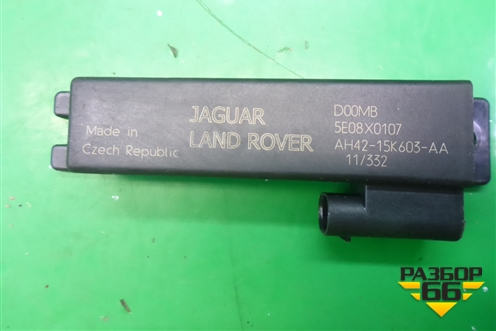 Made in
Czech Republic
JAGUAR
LAND ROVER
D00MB
5E08X0107
AH42-15K603-AA
11/332
РАЗБОР
66